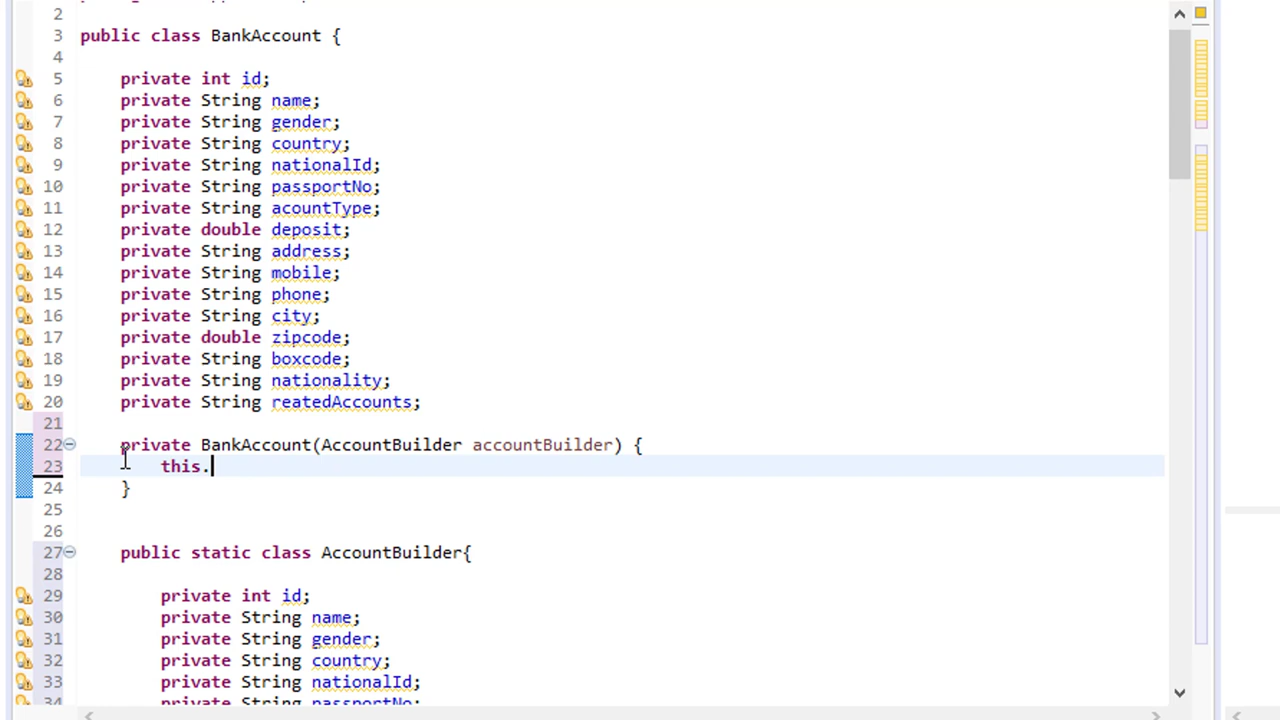 2
3 public class BankAccount {
4
5 private int id;
6 private String name;
7 private String gender;
8 private String country;
9 private String nationalId;
10 private String passportNo;
11 private String acountType;
12 private double deposit;
13 private String address;
14 private String mobile;
15 private String phone;
16 private String city;
17 private double zipcode;
18 private String boxcode;
19 private String nationality;
20 private String reatedAccounts;
21
22 private BankAccount(AccountBuilder accountBuilder) {
23 this.
24 }
25
26
27 public static class AccountBuilder{
28
29 private int id;
30 private String name;
31 private String gender;
32 private String country;
33 private String nationalId;
34 private String passportNo;